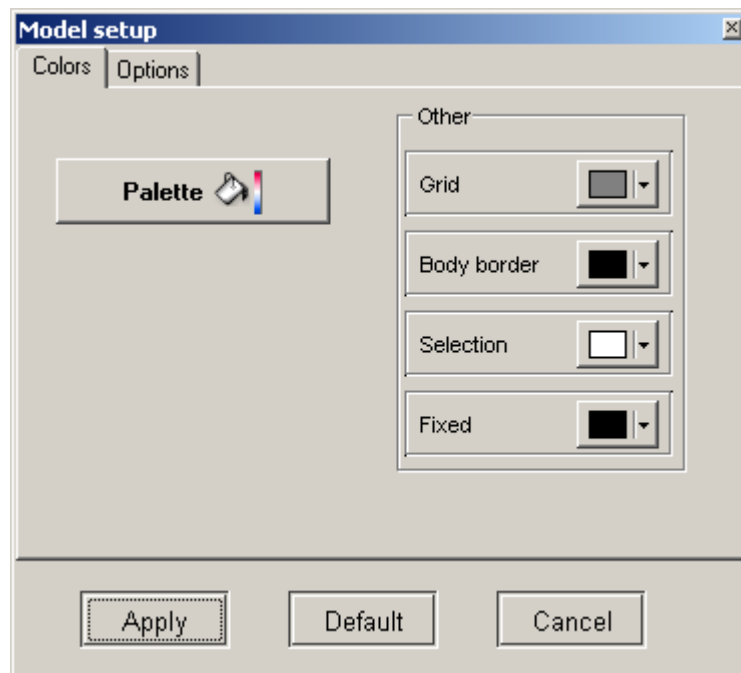 Model setup
Colors Options
Palette
Other
Grid
Body border
Selection
Fixed
Apply Default Cancel